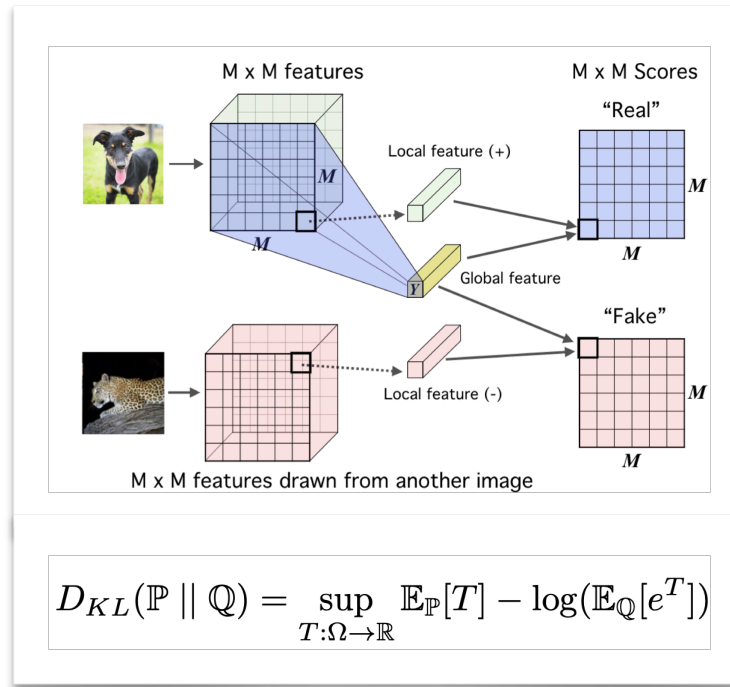 M x M features
M x M Scores
"Real"
Local feature (+)
M
M
M
M
Y
Global feature
"Fake"
Local feature (-)
M
M
M x M features drawn from another image
D_{KL}(ℙ || ℚ) = sup_{T:Ω→ℝ} 𝔼_ℙ[T] − log(𝔼_ℚ[e^T])